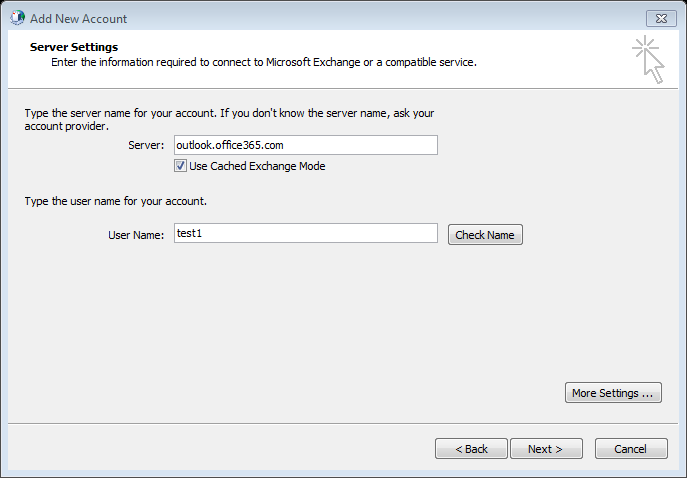 Add New Account
Server Settings
Enter the information required to connect to Microsoft Exchange or a compatible service.
Type the server name for your account. If you don't know the server name, ask your
account provider.
Server: outlook.office365.com
Use Cached Exchange Mode
Type the user name for your account.
User Name: test1 Check Name
More Settings ...
< Back Next > Cancel